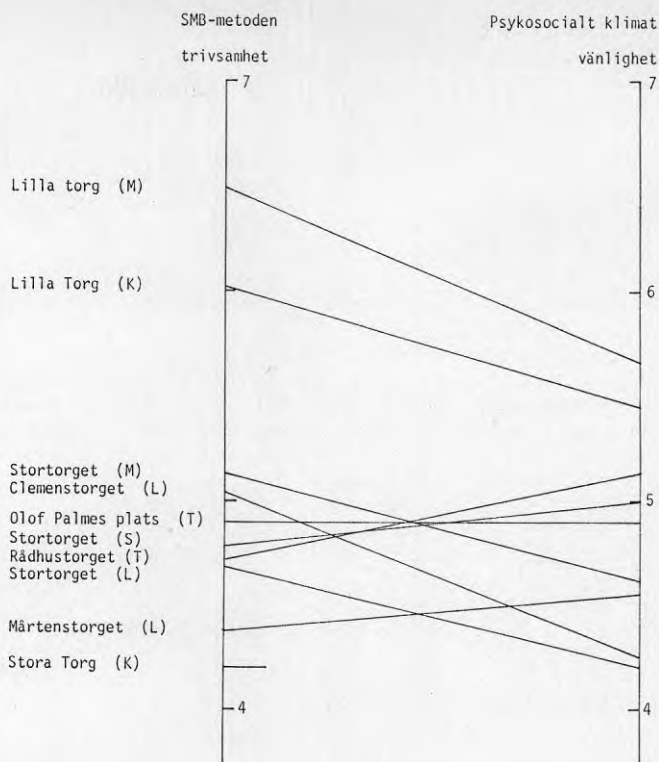 SMB-metoden
trivsamhet
Psykosocialt klimat
vänlighet
7
7
Lilla torg (M)
Lilla Torg (K)
6
Stortorget (M)
Clemenstorget (L)
5
Olof Palmes plats (T)
Stortorget (S)
Rådhustorget (T)
Stortorget (L)
Mårtenstorget (L)
Stora Torg (K)
4
4